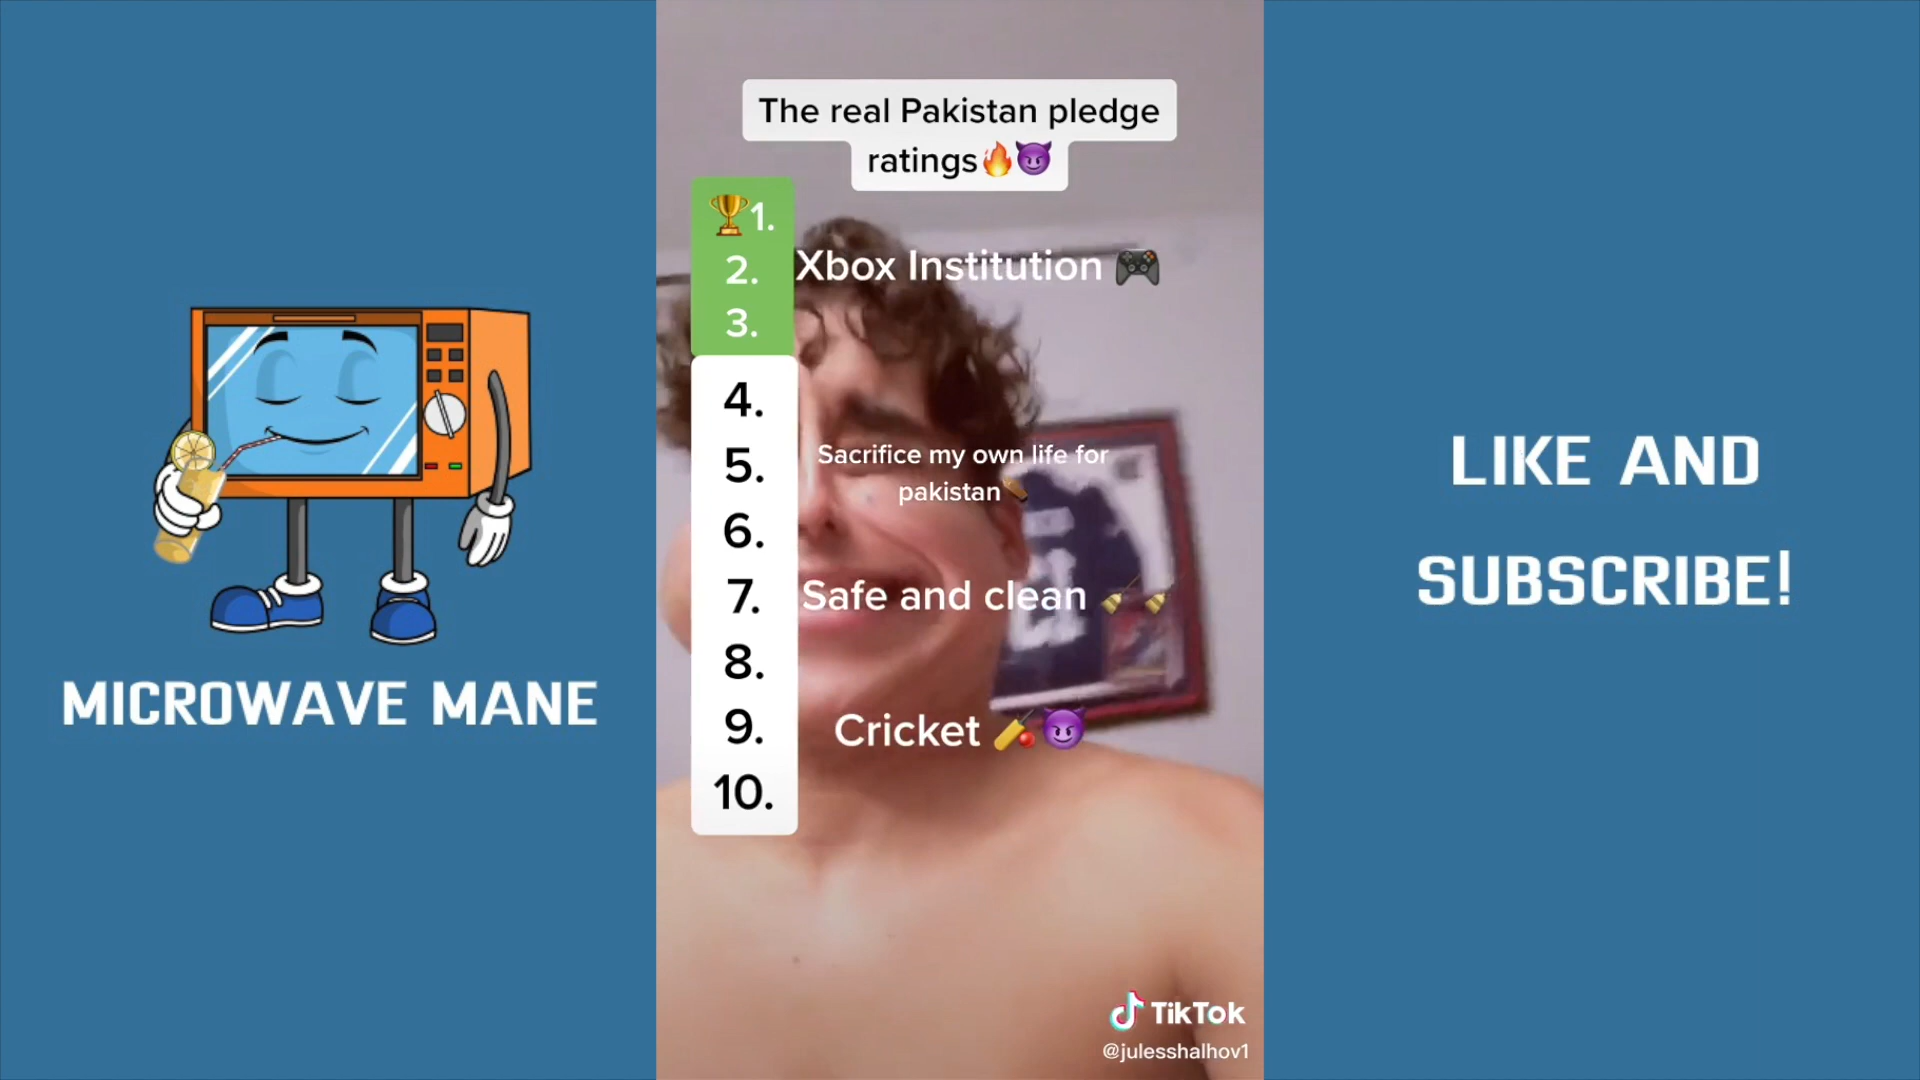 The real Pakistan pledge
ratings🔥😈
🏆1.
2. Xbox Institution 🎮
3.
4.
5. Sacrifice my own life for
pakistan⚰️
6.
7. Safe and clean 🧹🧹
8.
9. Cricket 🏏😈
10.
MICROWAVE MANE
LIKE AND
SUBSCRIBE!
TikTok
@julesshalhov1